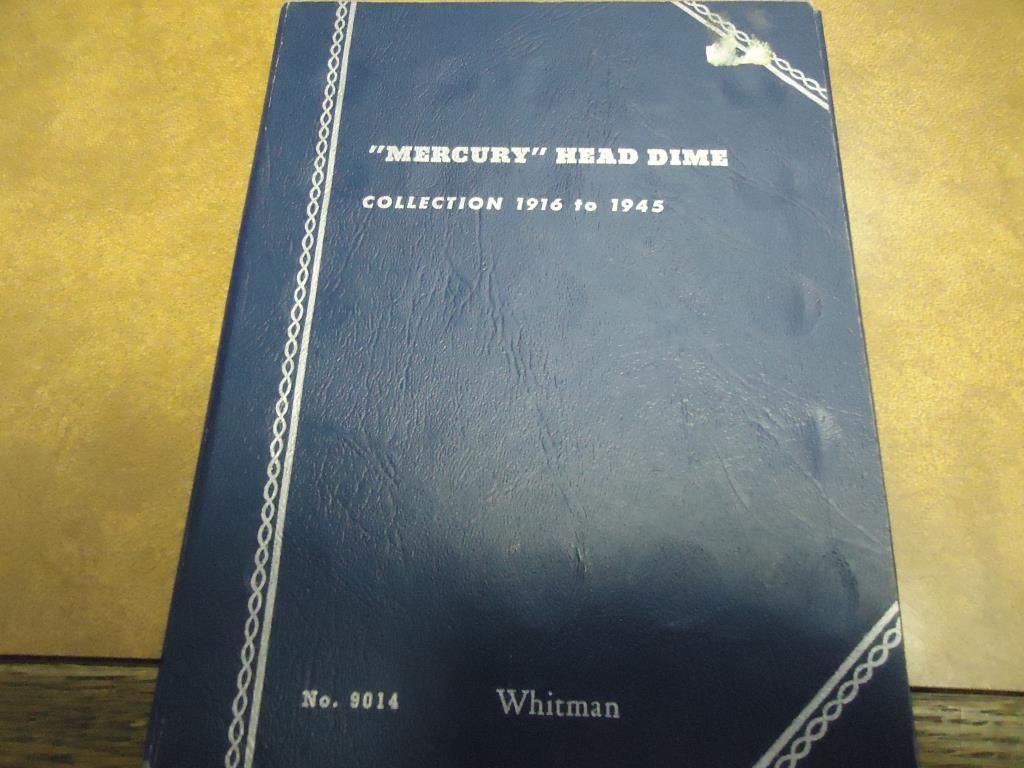 "MERCURY" HEAD DIME
COLLECTION 1916 to 1945
No. 9014
Whitman